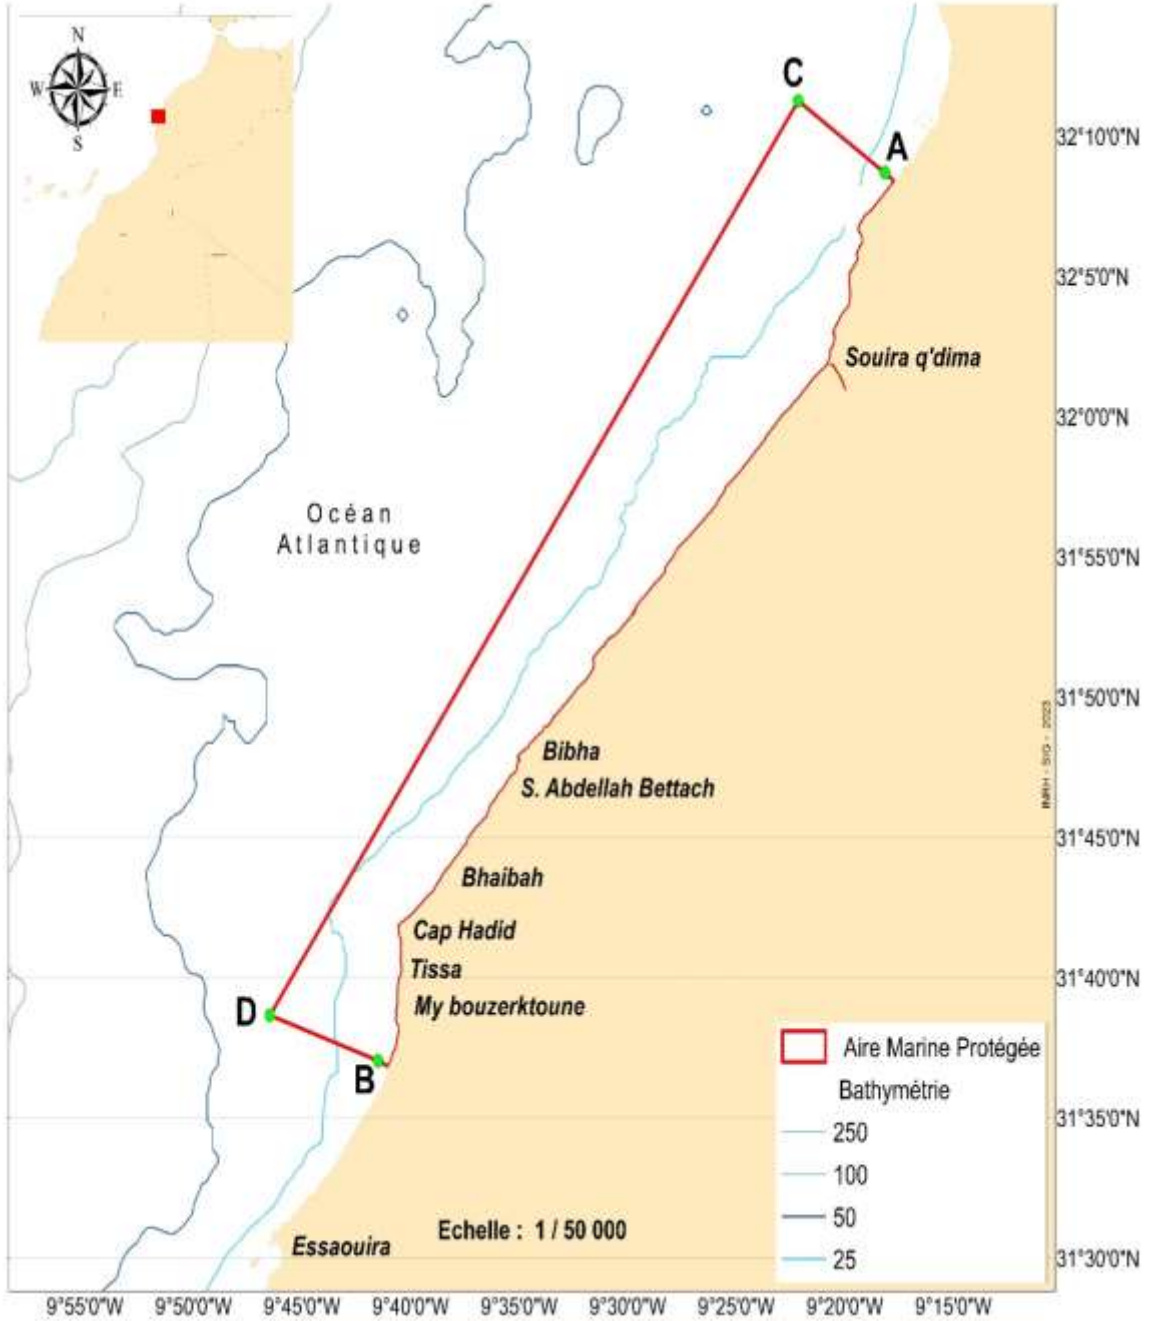 N
W E
S
C
A
32°10'0"N
32°5'0"N
Souira q'dima
32°0'0"N
Océan
Atlantique
31°55'0"N
31°50'0"N
INRH - SIG - 2023
Bibha
S. Abdellah Bettach
31°45'0"N
Bhaibah
Cap Hadid
Tissa
31°40'0"N
My bouzerktoune
D
B
Aire Marine Protégée
Bathymétrie
250
100
50
25
31°35'0"N
Echelle : 1 / 50 000
Essaouira
31°30'0"N
9°55'0"W 9°50'0"W 9°45'0"W 9°40'0"W 9°35'0"W 9°30'0"W 9°25'0"W 9°20'0"W 9°15'0"W